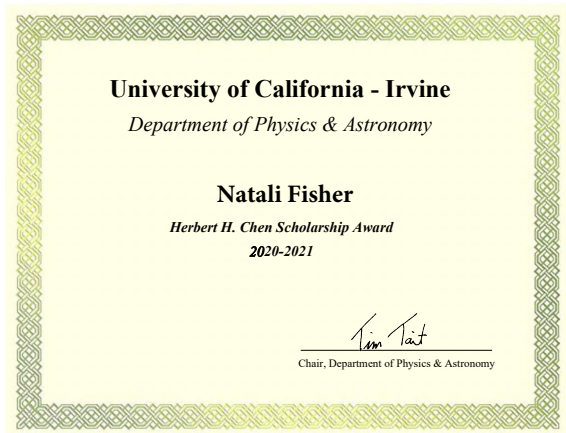 University of California - Irvine
Department of Physics & Astronomy
Natali Fisher
Herbert H. Chen Scholarship Award
2020-2021
Tim Tait
Chair, Department of Physics & Astronomy